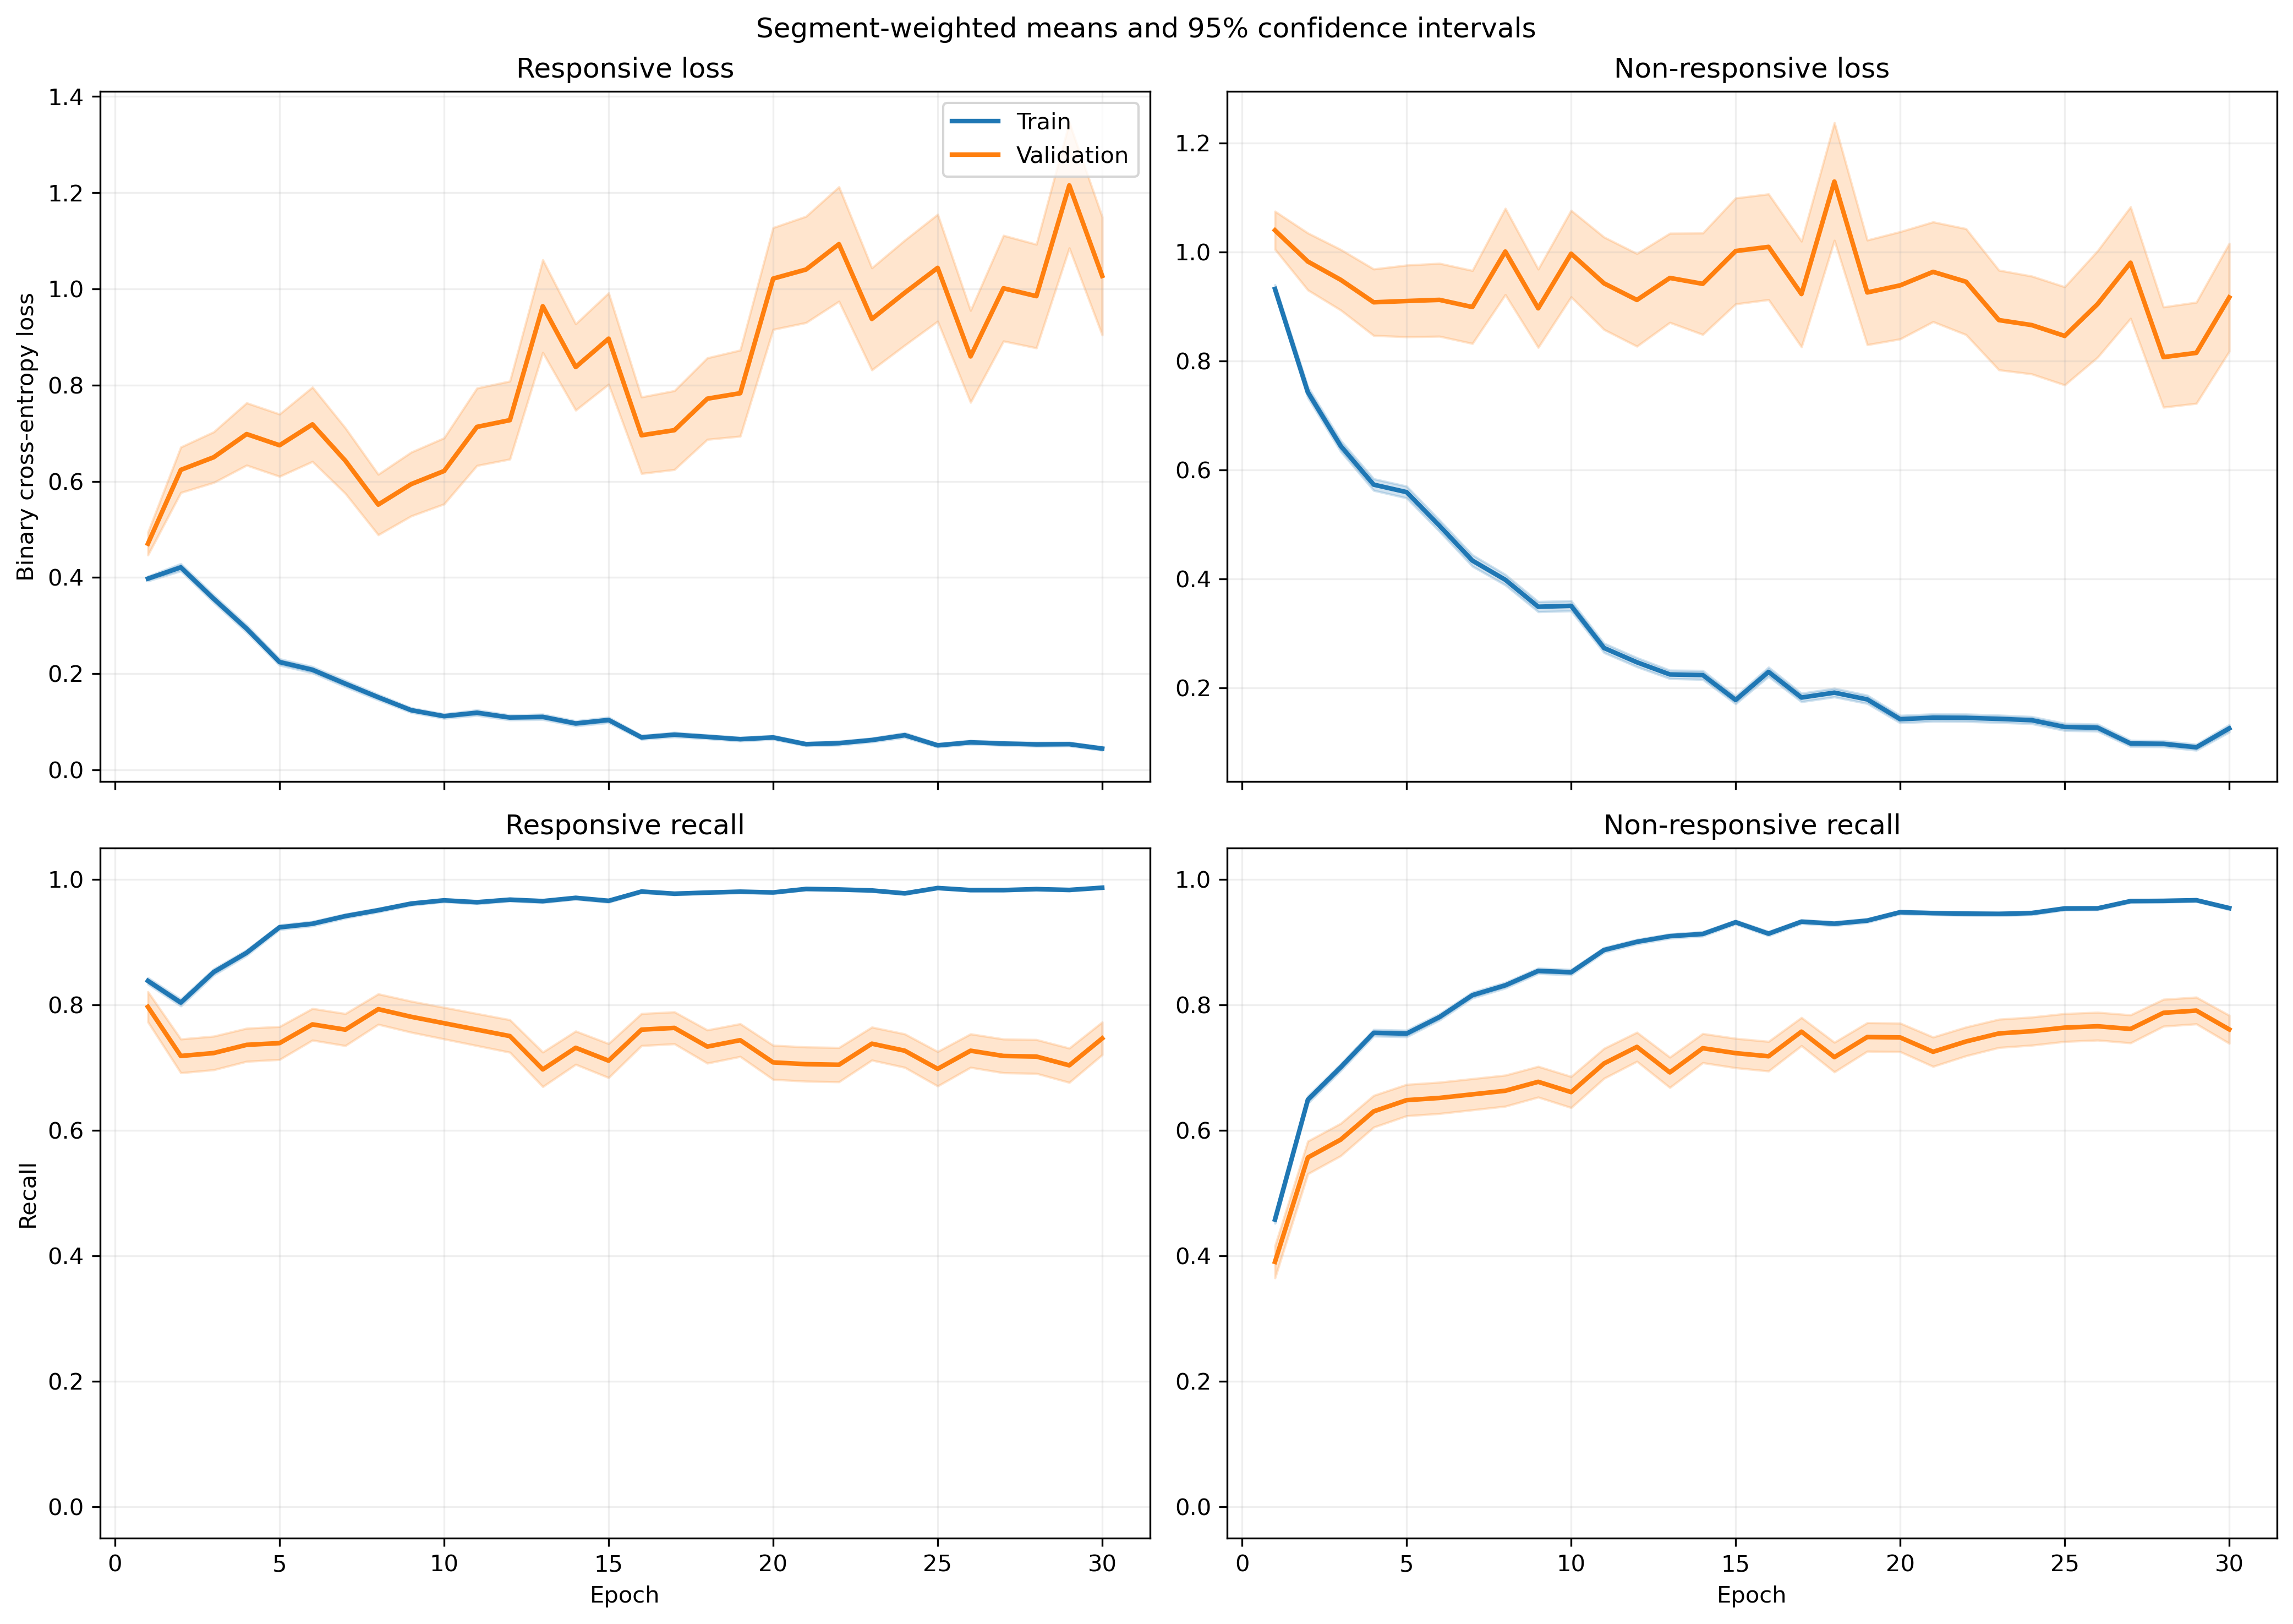 Segment-weighted means and 95% confidence intervals
Responsive loss
Non-responsive loss
Binary cross-entropy loss
1.4
1.2
1.0
0.8
0.6
0.4
0.2
0.0
Train
Validation
1.2
1.0
0.8
0.6
0.4
0.2
Responsive recall
Non-responsive recall
Recall
1.0
0.8
0.6
0.4
0.2
0.0
1.0
0.8
0.6
0.4
0.2
0.0
0 5 10 15 20 25 30
0 5 10 15 20 25 30
Epoch
Epoch